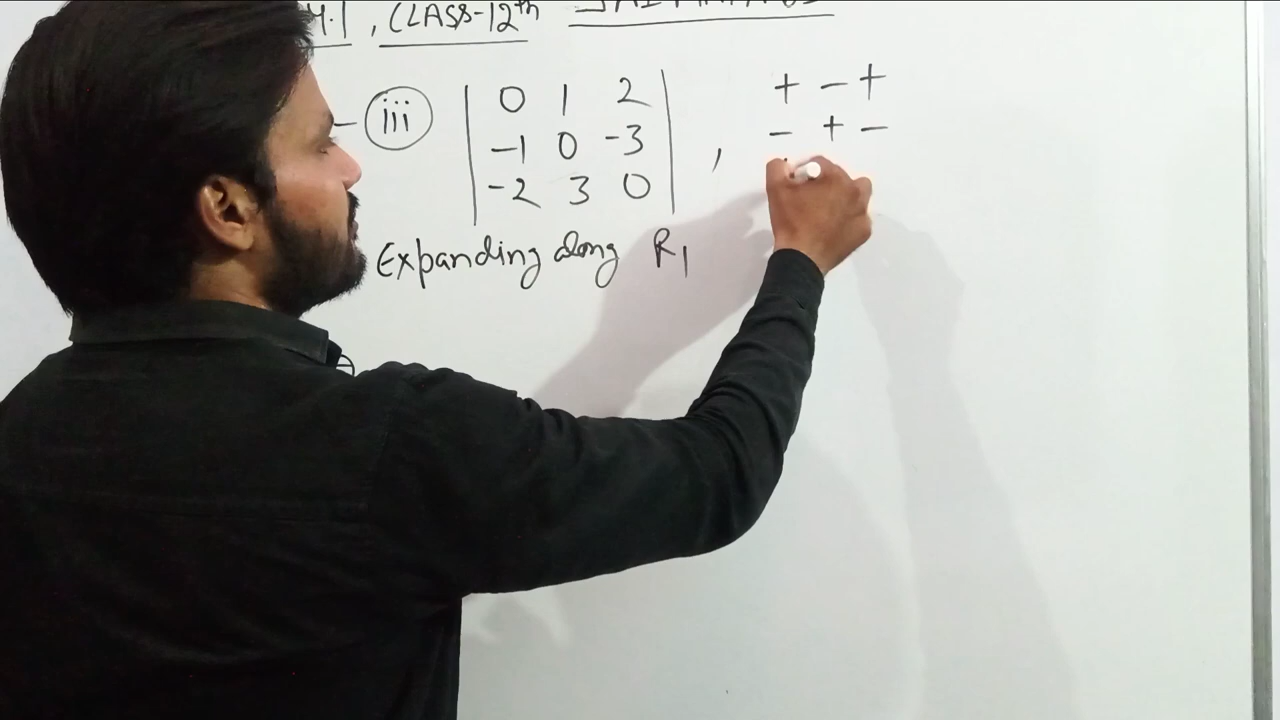 4.1 , CLASS-12th
– iii | 0 1 2 | + – +
| -1 0 -3 | , – + –
| -2 3 0 |
Expanding along R1